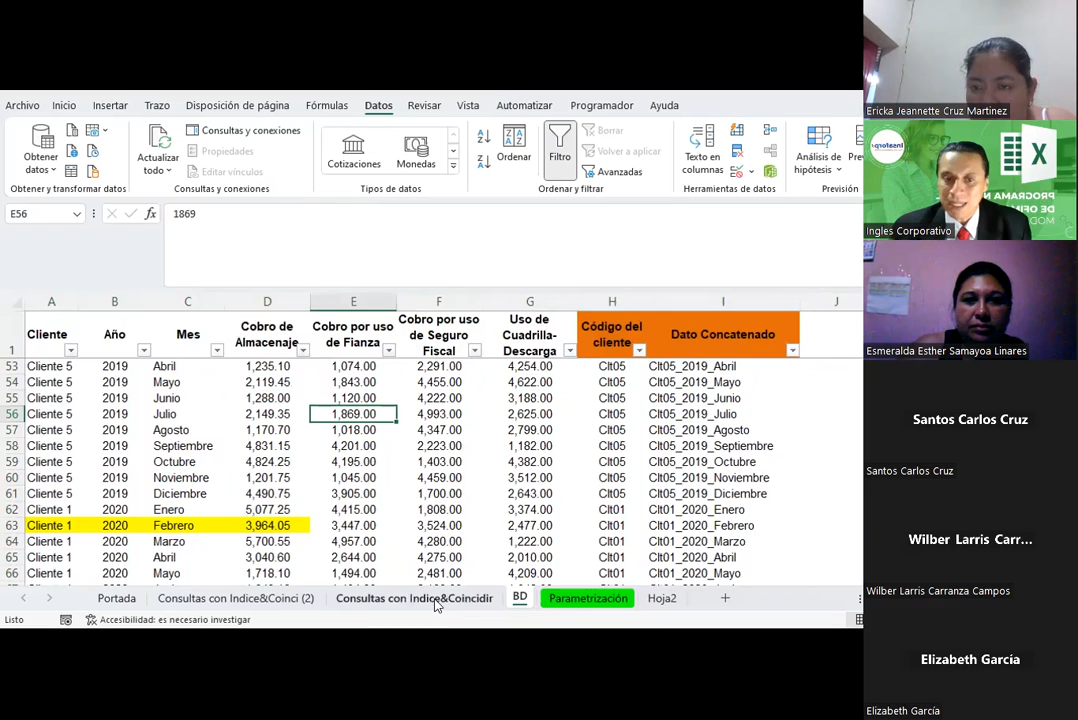 Archivo Inicio Insertar Trazo Disposición de página Fórmulas Datos Revisar Vista Automatizar Programador Ayuda
Obtener datos
Actualizar todo
Consultas y conexiones
Propiedades
Editar vínculos
Cotizaciones
Monedas
Ordenar
Filtro
Borrar
Volver a aplicar
Avanzadas
Texto en columnas
Análisis de hipótesis
Obtener y transformar datos Consultas y conexiones Tipos de datos Ordenar y filtrar Herramientas de datos Previsión
E56 fx 1869
A B C D E F G H I J
1 Cliente Año Mes Cobro de Almacenaje Cobro por uso de Fianza Cobro por uso de Seguro Fiscal Uso de Cuadrilla-Descarga Código del cliente Dato Concatenado
53 Cliente 5 2019 Abril 1,235.10 1,074.00 2,291.00 4,254.00 Clt05 Clt05_2019_Abril
54 Cliente 5 2019 Mayo 2,119.45 1,843.00 4,455.00 4,622.00 Clt05 Clt05_2019_Mayo
55 Cliente 5 2019 Junio 1,288.00 1,120.00 4,222.00 3,188.00 Clt05 Clt05_2019_Junio
56 Cliente 5 2019 Julio 2,149.35 1,869.00 4,993.00 2,625.00 Clt05 Clt05_2019_Julio
57 Cliente 5 2019 Agosto 1,170.70 1,018.00 4,347.00 2,799.00 Clt05 Clt05_2019_Agosto
58 Cliente 5 2019 Septiembre 4,831.15 4,201.00 2,223.00 1,182.00 Clt05 Clt05_2019_Septiembre
59 Cliente 5 2019 Octubre 4,824.25 4,195.00 1,403.00 4,382.00 Clt05 Clt05_2019_Octubre
60 Cliente 5 2019 Noviembre 1,201.75 1,045.00 4,459.00 3,512.00 Clt05 Clt05_2019_Noviembre
61 Cliente 5 2019 Diciembre 4,490.75 3,905.00 1,700.00 2,643.00 Clt05 Clt05_2019_Diciembre
62 Cliente 1 2020 Enero 5,077.25 4,415.00 1,808.00 3,374.00 Clt01 Clt01_2020_Enero
63 Cliente 1 2020 Febrero 3,964.05 3,447.00 3,524.00 2,477.00 Clt01 Clt01_2020_Febrero
64 Cliente 1 2020 Marzo 5,700.55 4,957.00 4,280.00 1,222.00 Clt01 Clt01_2020_Marzo
65 Cliente 1 2020 Abril 3,040.60 2,644.00 4,275.00 2,010.00 Clt01 Clt01_2020_Abril
66 Cliente 1 2020 Mayo 1,718.10 1,494.00 2,481.00 4,209.00 Clt01 Clt01_2020_Mayo
Portada Consultas con Indice&Coinci (2) Consultas con Indice&Coincidir BD Parametrización Hoja2 +
Listo Accesibilidad: es necesario investigar
Ericka Jeannette Cruz Martinez
Ingles Corporativo
Esmeralda Esther Samayoa Linares
Santos Carlos Cruz
Santos Carlos Cruz
Wilber Larris Carr...
Wilber Larris Carranza Campos
Elizabeth García
Elizabeth García